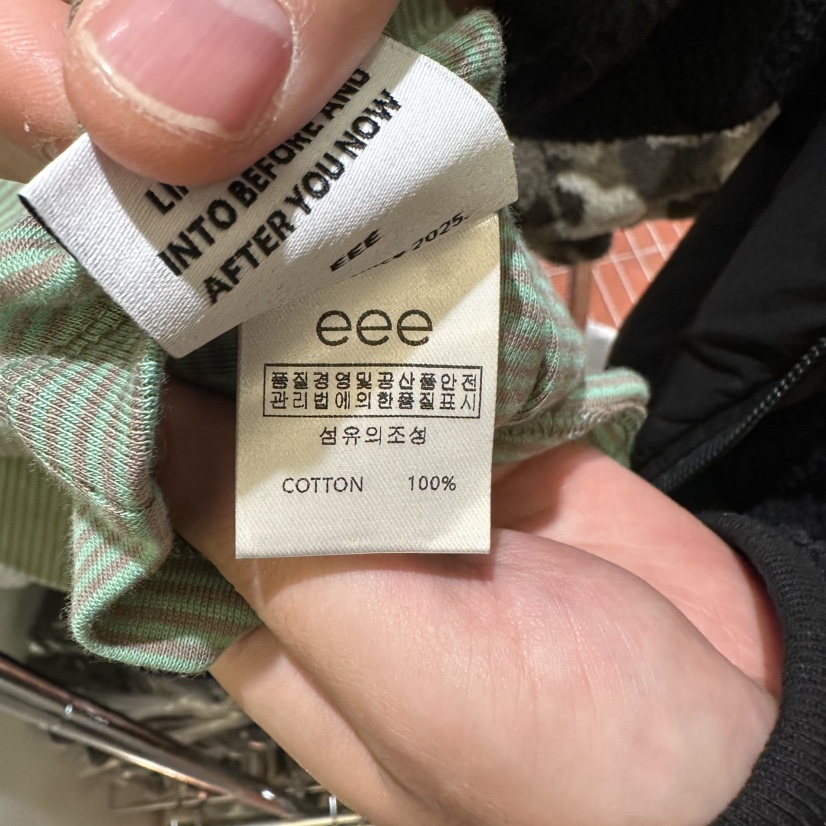 INTO BEFORE AND
AFTER YOU NOW
EEE
2025.
eee
품질경영및공산품안전
관리법에의한품질표시
섬유의조성
COTTON 100%